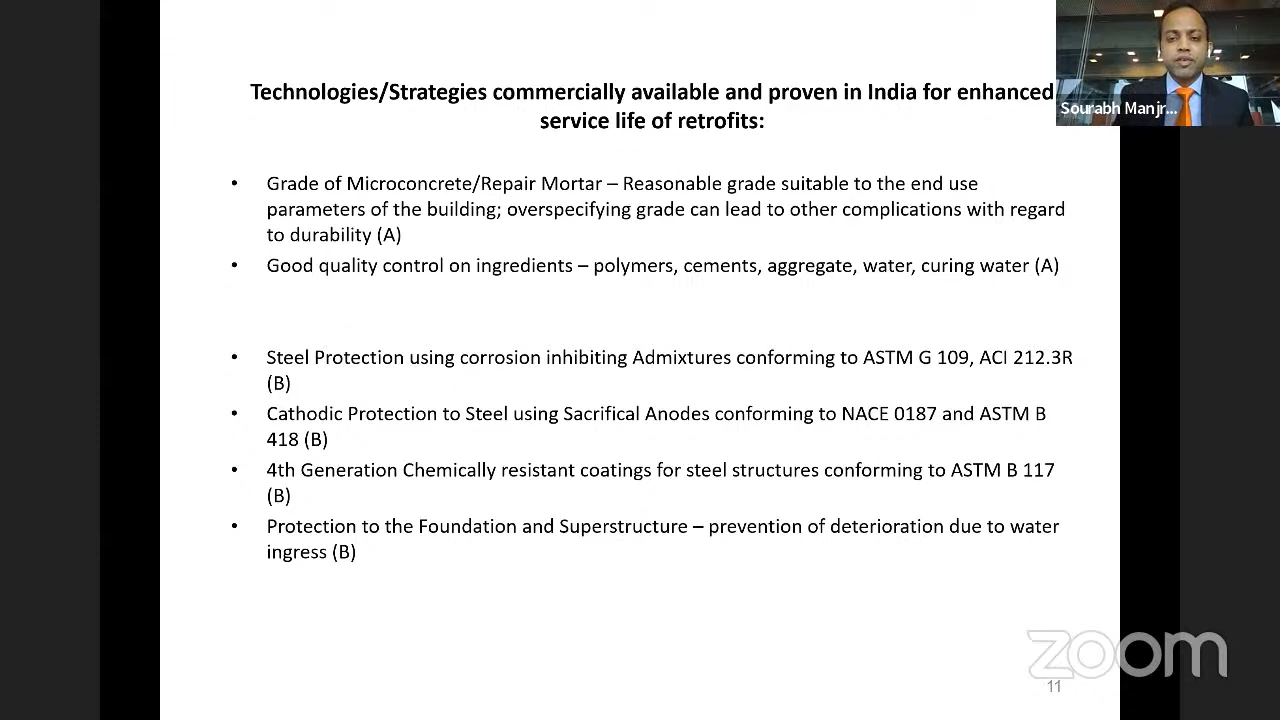 Technologies/Strategies commercially available and proven in India for enhanced
service life of retrofits:
Sourabh Manjr...
• Grade of Microconcrete/Repair Mortar – Reasonable grade suitable to the end use
parameters of the building; overspecifying grade can lead to other complications with regard
to durability (A)
• Good quality control on ingredients – polymers, cements, aggregate, water, curing water (A)
• Steel Protection using corrosion inhibiting Admixtures conforming to ASTM G 109, ACI 212.3R
(B)
• Cathodic Protection to Steel using Sacrifical Anodes conforming to NACE 0187 and ASTM B
418 (B)
• 4th Generation Chemically resistant coatings for steel structures conforming to ASTM B 117
(B)
• Protection to the Foundation and Superstructure – prevention of deterioration due to water
ingress (B)
zoom
11